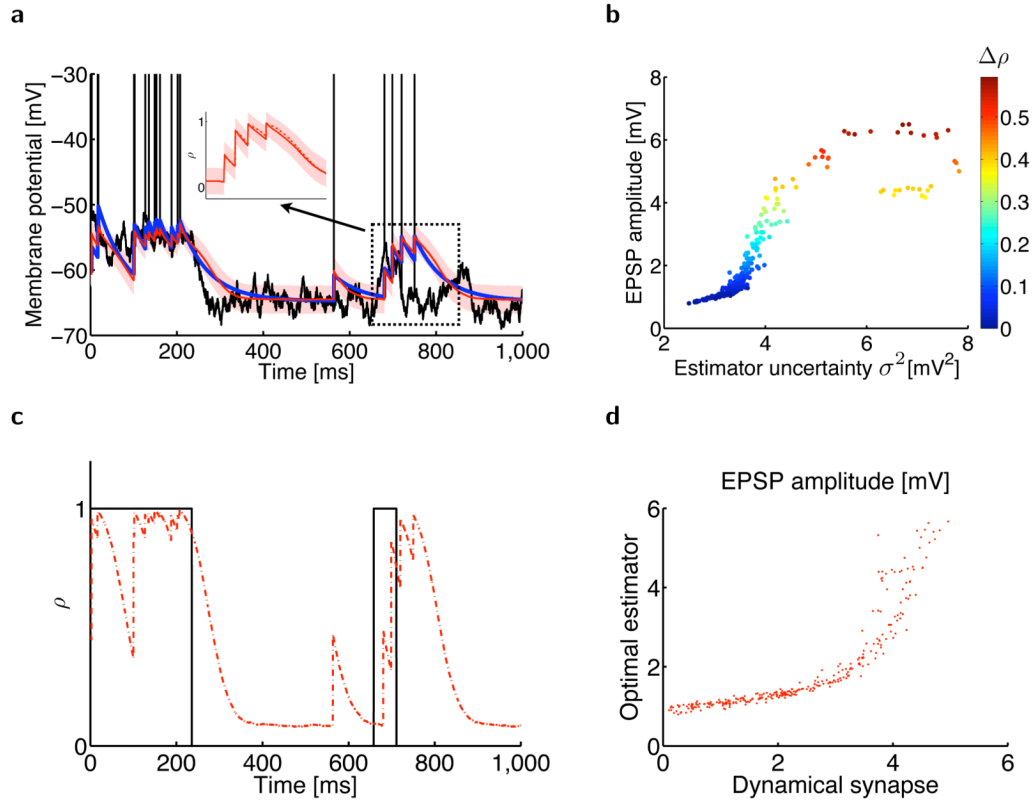 a
Membrane potential [mV]
−30
−40
−50
−60
−70
0
200
400
600
800
1,000
Time [ms]
1
ρ
0
b
EPSP amplitude [mV]
8
6
4
2
0
2
4
6
8
Estimator uncertainty σ² [mV²]
Δρ
0.5
0.4
0.3
0.2
0.1
0
c
ρ
1
0
0
200
400
600
800
1,000
Time [ms]
d
EPSP amplitude [mV]
Optimal estimator
6
4
2
0
0
2
4
6
Dynamical synapse